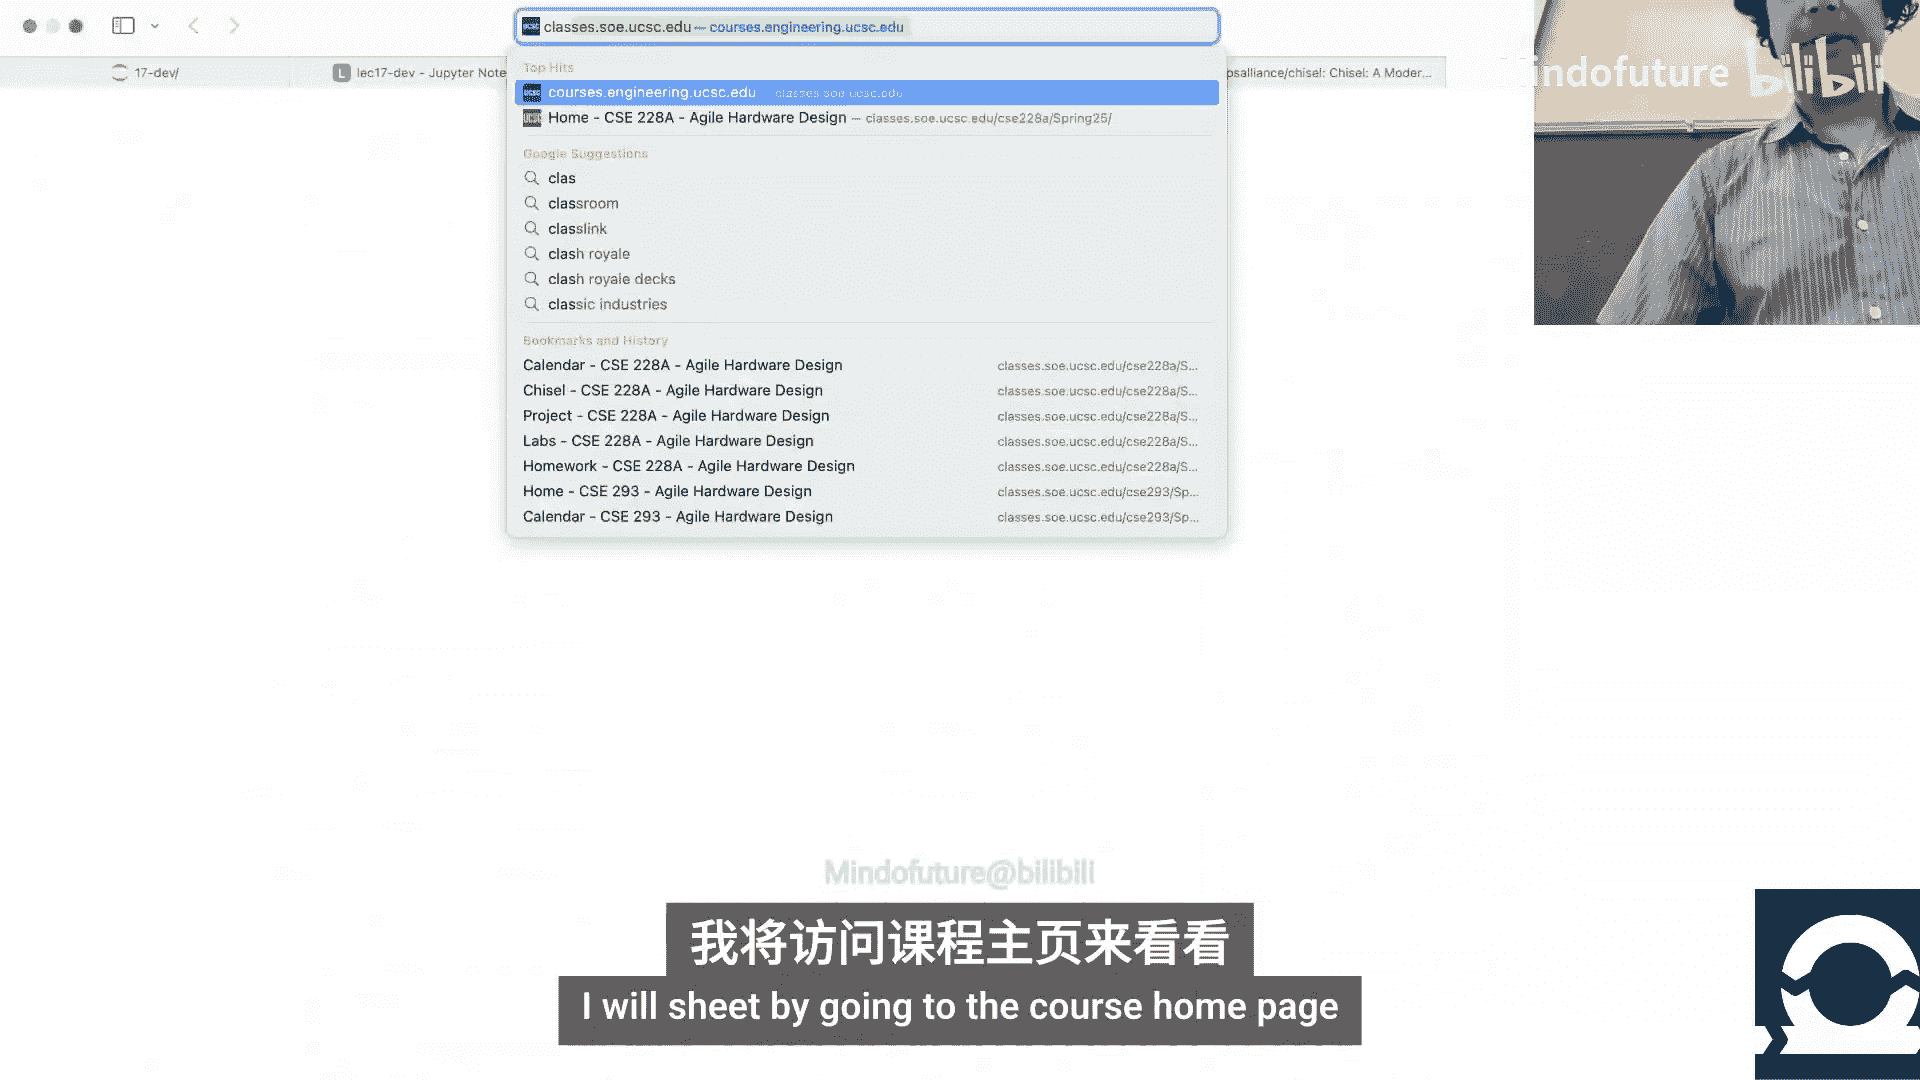 classes.soe.ucsc.edu — courses.engineering.ucsc.edu
17-dev/
L lec17-dev - Jupyter Note
psalliance/chisel: Chisel: A Moder...
Mindofuture bilibili
Top Hits
courses.engineering.ucsc.edu classes.soe.ucsc.edu
Home - CSE 228A - Agile Hardware Design — classes.soe.ucsc.edu/cse228a/Spring25/
Google Suggestions
clas
classroom
classlink
clash royale
clash royale decks
classic industries
Bookmarks and History
Calendar - CSE 228A - Agile Hardware Design classes.soe.ucsc.edu/cse228a/S...
Chisel - CSE 228A - Agile Hardware Design classes.soe.ucsc.edu/cse228a/S...
Project - CSE 228A - Agile Hardware Design classes.soe.ucsc.edu/cse228a/S...
Labs - CSE 228A - Agile Hardware Design classes.soe.ucsc.edu/cse228a/S...
Homework - CSE 228A - Agile Hardware Design classes.soe.ucsc.edu/cse228a/S...
Home - CSE 293 - Agile Hardware Design classes.soe.ucsc.edu/cse293/Sp...
Calendar - CSE 293 - Agile Hardware Design classes.soe.ucsc.edu/cse293/Sp...
Mindofuture@bilibili
我将访问课程主页来看看
I will sheet by going to the course home page